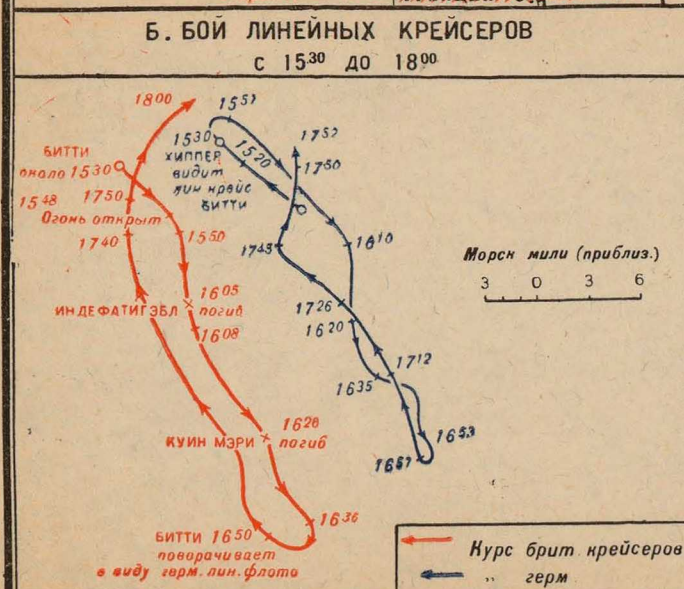 Б. БОЙ ЛИНЕЙНЫХ КРЕЙСЕРОВ
С 15³⁰ ДО 18⁰⁰
18⁰⁰
15⁵⁷
17⁵⁷
15³⁰
ХИППЕР
видит
лин крейс
БИТТИ
15²⁰
17⁵⁰
БИТТИ
около 15³⁰
15⁴⁸
17⁵⁰
Огонь открыт
17⁴⁰
15⁵⁰
17⁴³
16¹⁰
Морск мили (приблиз.)
3 0 3 6
16⁰⁵
погиб
ИНДЕФАТИГЭБЛ
16⁰⁸
17²⁶
16²⁰
17¹²
16³⁵
16⁵³
16⁵⁷
КУИН МЭРИ
16²⁶
погиб
16³⁶
БИТТИ 16⁵⁰
поворачивает
в виду герм. лин. флота
Курс брит. крейсеров
" герм